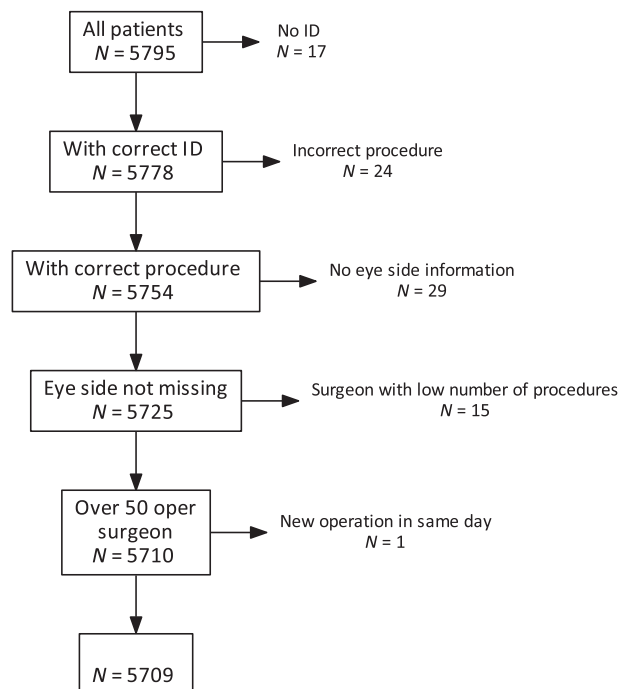 All patients
N = 5795
No ID
N = 17
With correct ID
N = 5778
Incorrect procedure
N = 24
With correct procedure
N = 5754
No eye side information
N = 29
Eye side not missing
N = 5725
Surgeon with low number of procedures
N = 15
Over 50 oper
surgeon
N = 5710
New operation in same day
N = 1
N = 5709